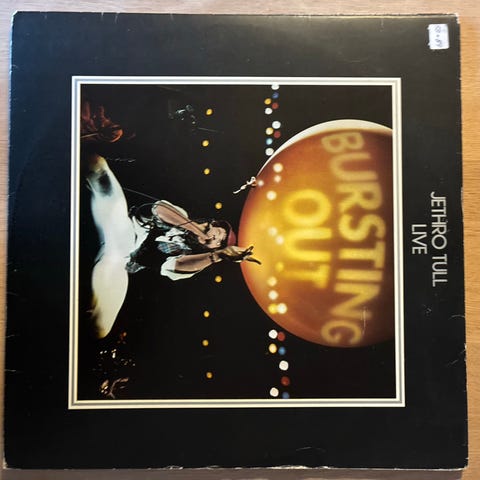 JETHRO TULL
LIVE
BURSTING
OUT